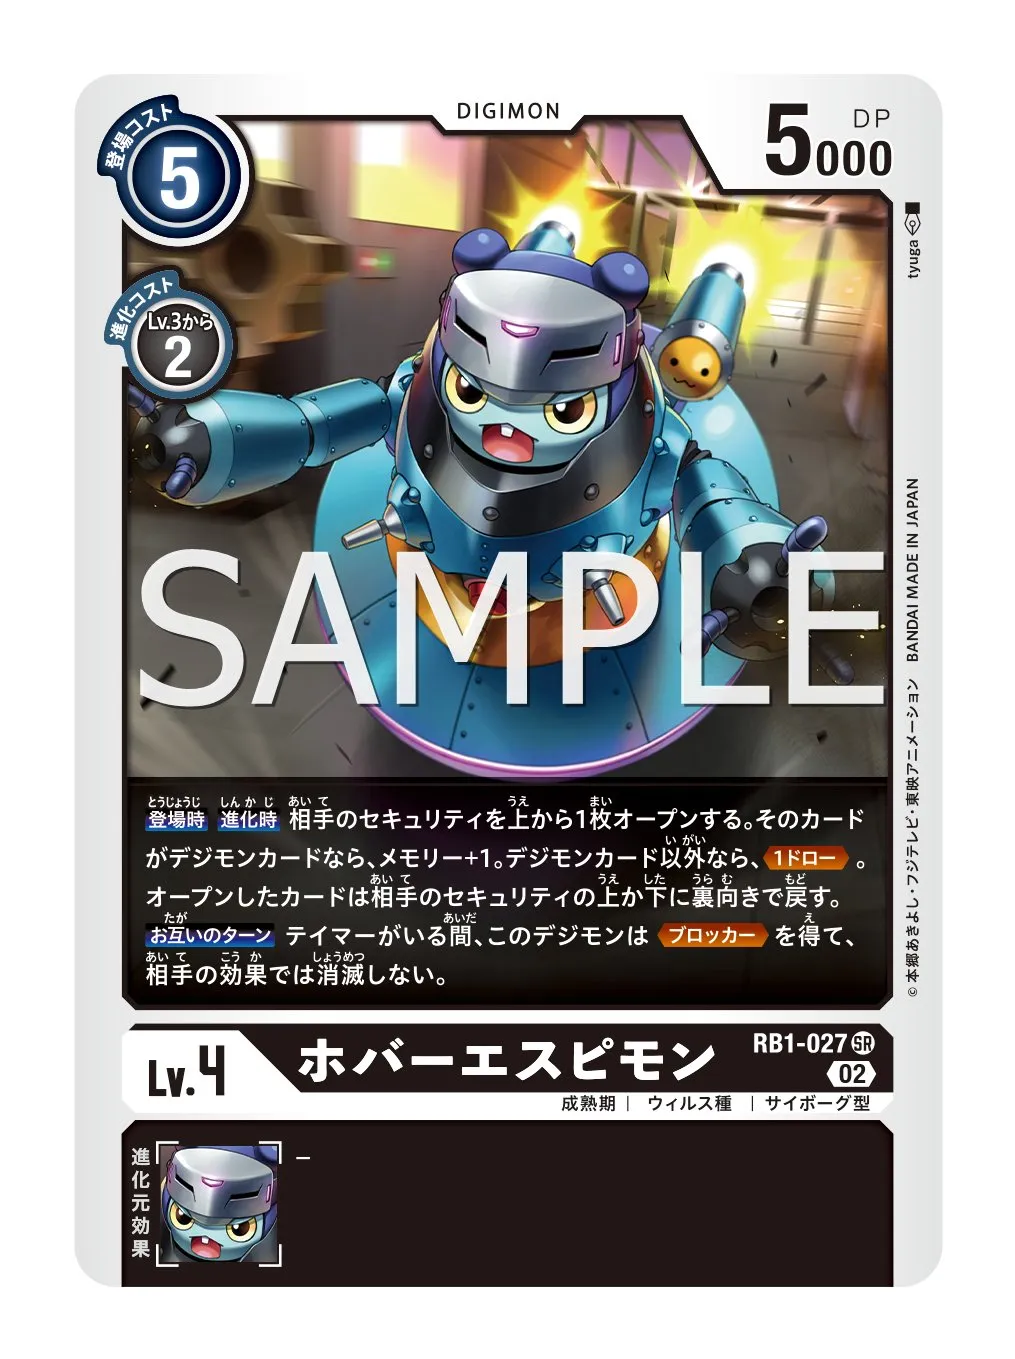 DIGIMON
登場コスト
5
5000
DP
進化コスト
Lv.3から
2
tyuga
SAMPLE
登場時 進化時 相手のセキュリティを上から1枚オープンする。そのカード
がデジモンカードなら、メモリー+1。デジモンカード以外なら、1ドロー。
オープンしたカードは相手のセキュリティの上か下に裏向きで戻す。
お互いのターン テイマーがいる間、このデジモンは ブロッカー を得て、
相手の効果では消滅しない。
©本郷あきよし・フジテレビ・東映アニメーション BANDAI MADE IN JAPAN
Lv.4
ホバーエスピモン
RB1-027 SR
02
成熟期 | ウィルス種 | サイボーグ型
進化元効果
–